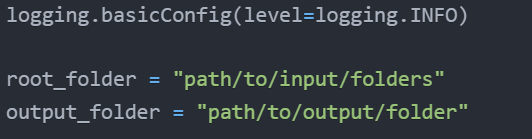 logging.basicConfig(level=logging.INFO)
root_folder = "path/to/input/folders"
output_folder = "path/to/output/folder"